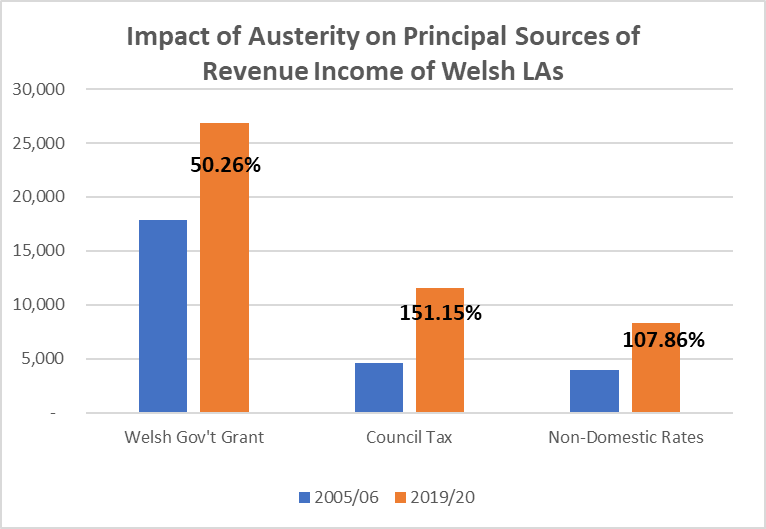 Impact of Austerity on Principal Sources of
Revenue Income of Welsh LAs
30,000
25,000
20,000
15,000
10,000
5,000
-
50.26%
151.15%
107.86%
Welsh Gov't Grant
Council Tax
Non-Domestic Rates
2005/06
2019/20